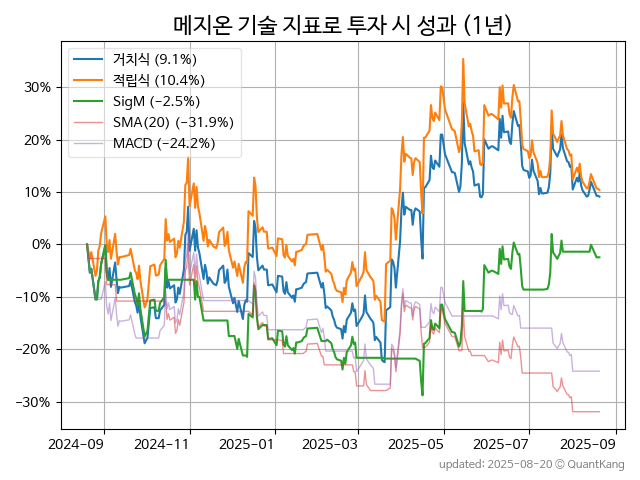 메지온 기술 지표로 투자 시 성과 (1년)
거치식 (9.1%)
적립식 (10.4%)
SigM (−2.5%)
SMA(20) (−31.9%)
MACD (−24.2%)
30%
20%
10%
0%
−10%
−20%
−30%
2024-09 2024-11 2025-01 2025-03 2025-05 2025-07 2025-09
updated: 2025-08-20 © QuantKang